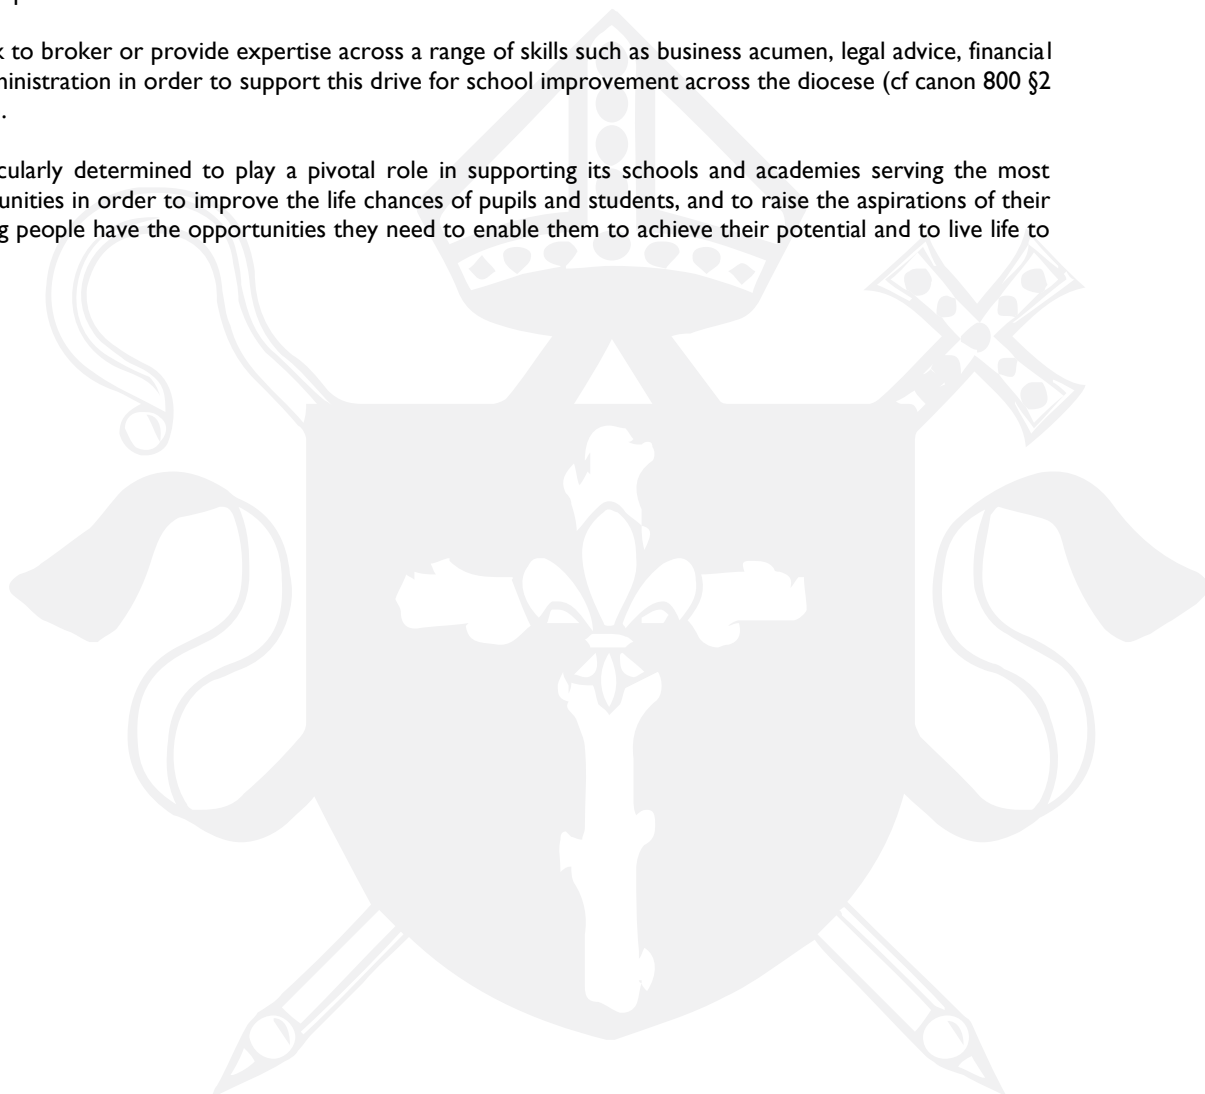 to broker or provide expertise across a range of skills such as business acumen, legal advice, financial
ministration in order to support this drive for school improvement across the diocese (cf canon 800 §2
.
cularly determined to play a pivotal role in supporting its schools and academies serving the most
unities in order to improve the life chances of pupils and students, and to raise the aspirations of their
people have the opportunities they need to enable them to achieve their potential and to live life to